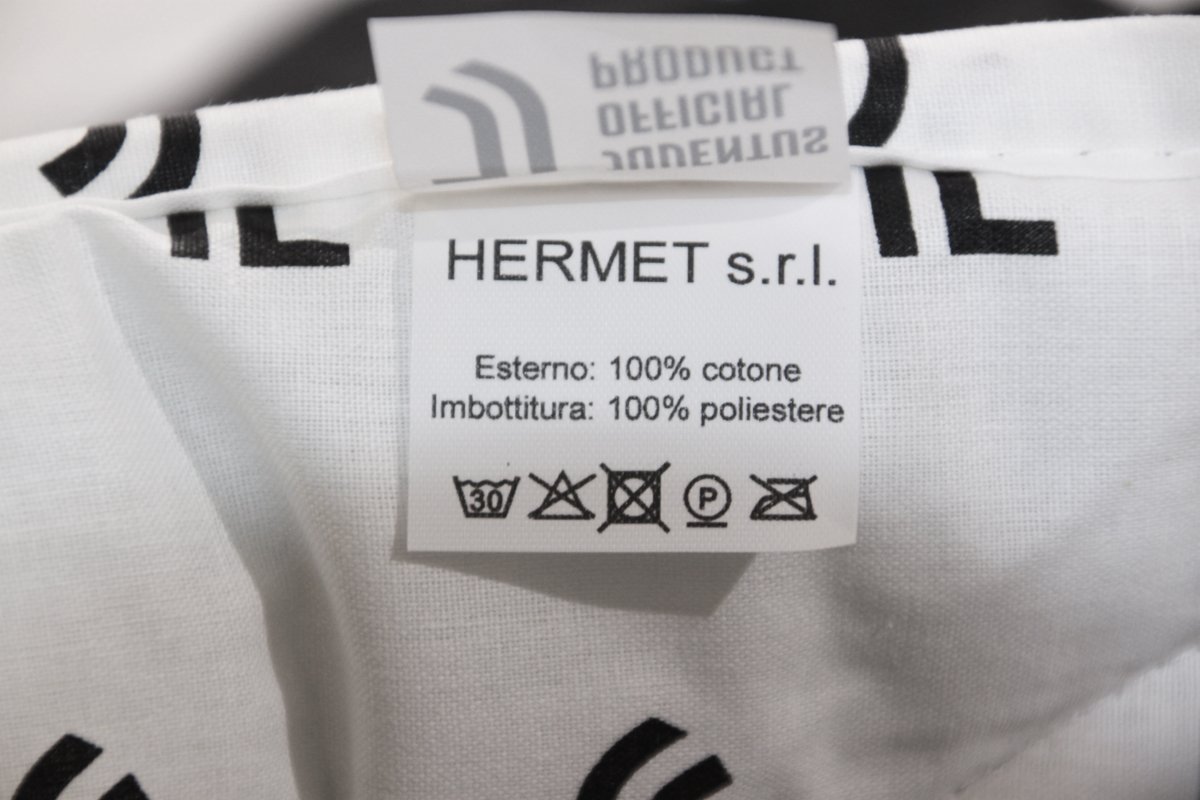 JUVENTUS
OFFICIAL
PRODUCT
HERMET s.r.l.
Esterno: 100% cotone
Imbottitura: 100% poliestere
30
P